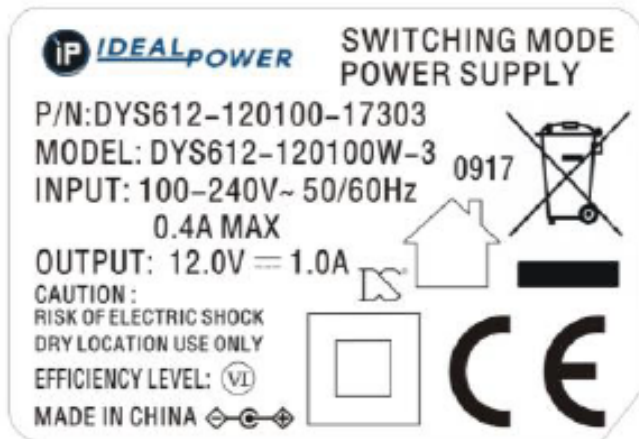 iP IDEALPOWER
SWITCHING MODE
POWER SUPPLY
P/N:DYS612-120100-17303
MODEL: DYS612-120100W-3
0917
INPUT: 100-240V~ 50/60Hz
0.4A MAX
OUTPUT: 12.0V ⎓ 1.0A
DS
CAUTION :
RISK OF ELECTRIC SHOCK
DRY LOCATION USE ONLY
EFFICIENCY LEVEL: VI
MADE IN CHINA
CE